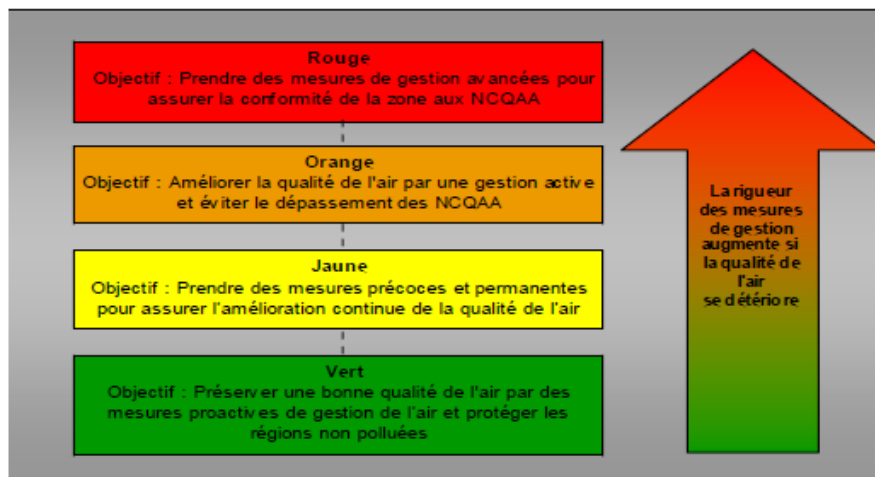 Rouge
Objectif : Prendre des mesures de gestion avancées pour
assurer la conformité de la zone aux NCQAA
Orange
Objectif : Améliorer la qualité de l'air par une gestion active
et éviter le dépassement des NCQAA
Jaune
Objectif : Prendre des mesures précoces et permanentes
pour assurer l'amélioration continue de la qualité de l'air
Vert
Objectif : Préserver une bonne qualité de l'air par des
mesures proactives de gestion de l'air et protéger les
régions non polluées
La rigueur
des mesures
de gestion
augmente si
la qualité de
l'air
se détériore